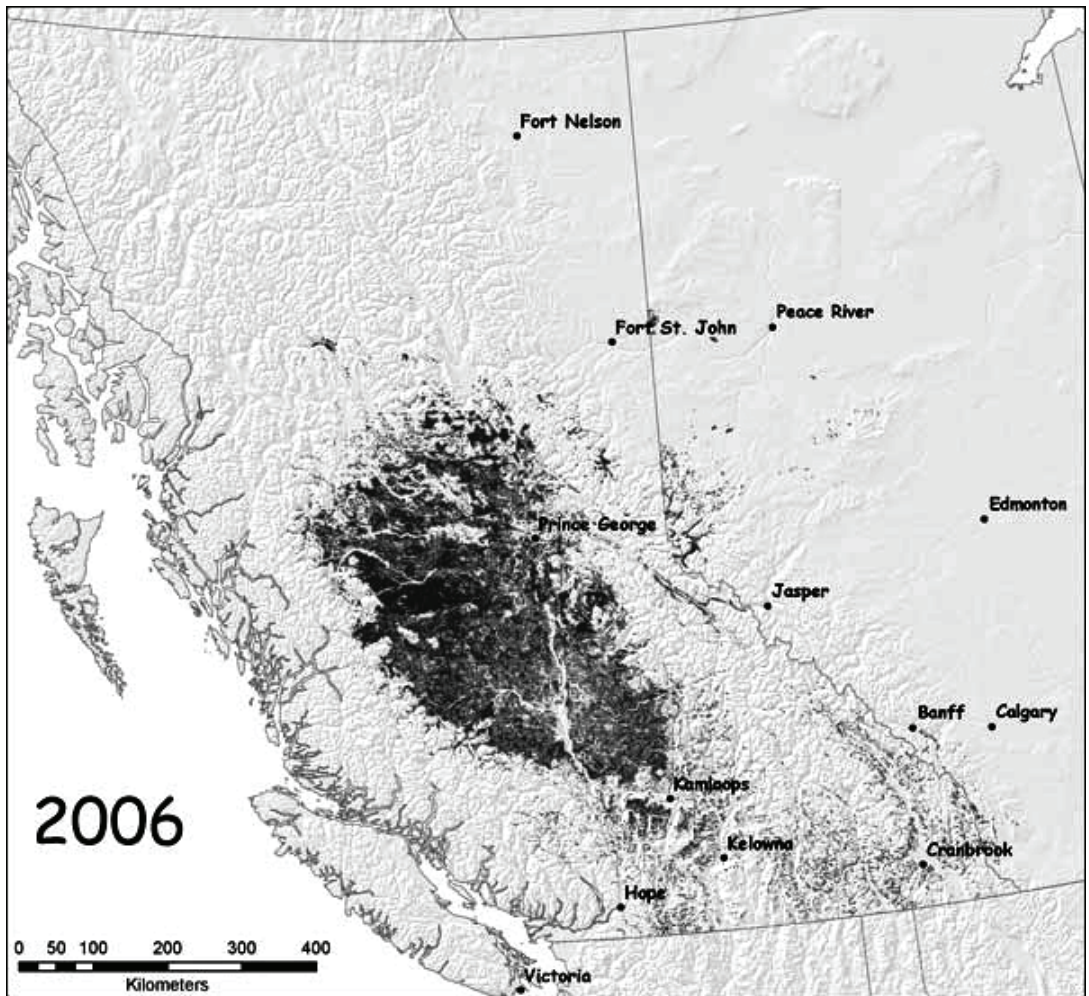 Fort Nelson
Peace River
Fort St. John
Edmonton
Prince George
Jasper
Banff
Calgary
Kamloops
2006
Kelowna
Cranbrook
Hope
0 50 100 200 300 400
Kilometers
Victoria